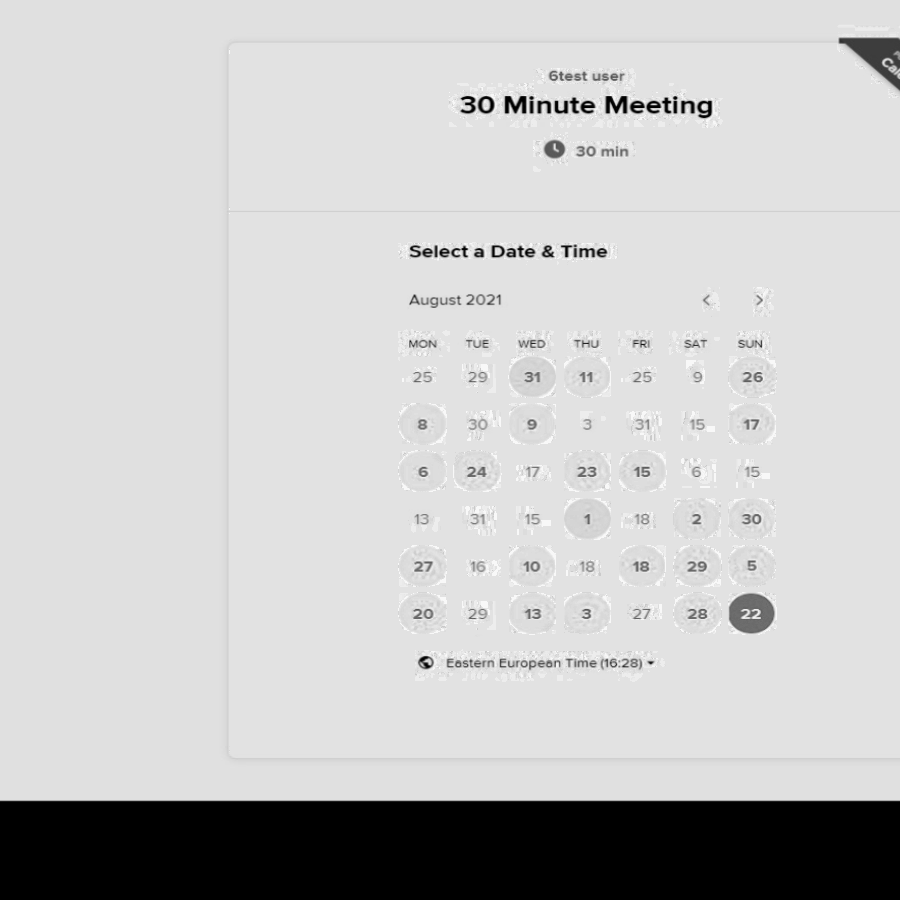 6test user
30 Minute Meeting
30 min
Select a Date & Time
August 2021
MON TUE WED THU FRI SAT SUN
25 29 31 11 25 9 26
8 30 9 3 31 15 17
6 24 17 23 15 6 15
13 31 15 1 18 2 30
27 16 10 18 18 29 5
20 29 13 3 27 28 22
Eastern European Time (16:28)